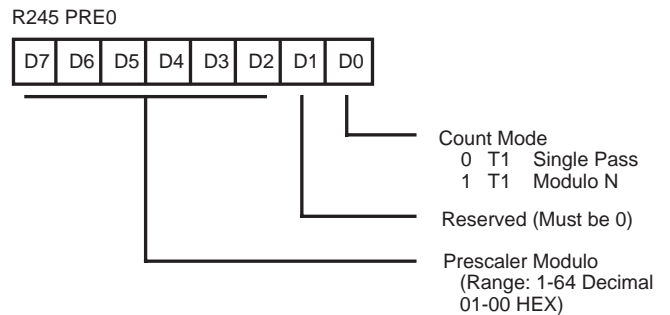 R245 PRE0
D7 D6 D5 D4 D3 D2 D1 D0
Count Mode
0 T1 Single Pass
1 T1 Modulo N
Reserved (Must be 0)
Prescaler Modulo
(Range: 1-64 Decimal
01-00 HEX)